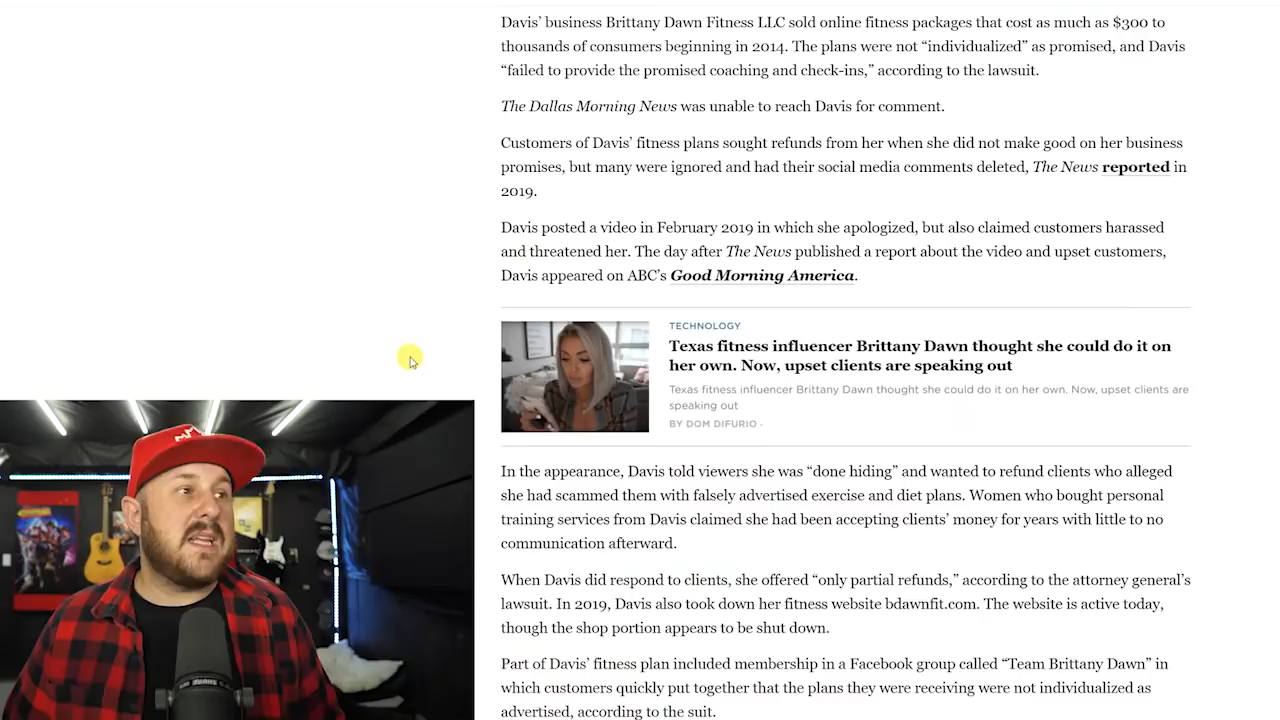 Davis’ business Brittany Dawn Fitness LLC sold online fitness packages that cost as much as $300 to
thousands of consumers beginning in 2014. The plans were not “individualized” as promised, and Davis
“failed to provide the promised coaching and check-ins,” according to the lawsuit.
The Dallas Morning News was unable to reach Davis for comment.
Customers of Davis’ fitness plans sought refunds from her when she did not make good on her business
promises, but many were ignored and had their social media comments deleted, The News reported in
2019.
Davis posted a video in February 2019 in which she apologized, but also claimed customers harassed
and threatened her. The day after The News published a report about the video and upset customers,
Davis appeared on ABC’s Good Morning America.
TECHNOLOGY
Texas fitness influencer Brittany Dawn thought she could do it on
her own. Now, upset clients are speaking out
Texas fitness influencer Brittany Dawn thought she could do it on her own. Now, upset clients are
speaking out
BY DOM DIFURIO -
In the appearance, Davis told viewers she was “done hiding” and wanted to refund clients who alleged
she had scammed them with falsely advertised exercise and diet plans. Women who bought personal
training services from Davis claimed she had been accepting clients’ money for years with little to no
communication afterward.
When Davis did respond to clients, she offered “only partial refunds,” according to the attorney general’s
lawsuit. In 2019, Davis also took down her fitness website bdawnfit.com. The website is active today,
though the shop portion appears to be shut down.
Part of Davis’ fitness plan included membership in a Facebook group called “Team Brittany Dawn” in
which customers quickly put together that the plans they were receiving were not individualized as
advertised, according to the suit.